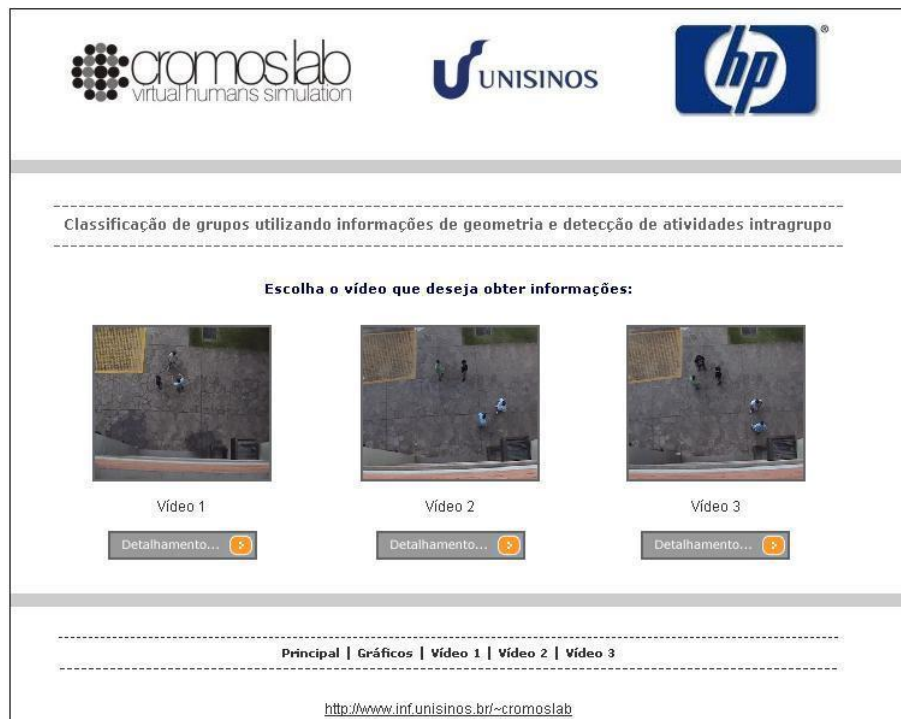 cromoslab
virtual humans simulation
UNISINOS
hp®
Classificação de grupos utilizando informações de geometria e detecção de atividades intragrupo
Escolha o vídeo que deseja obter informações:
Vídeo 1
Vídeo 2
Vídeo 3
Detalhamento...
Detalhamento...
Detalhamento...
Principal | Gráficos | Vídeo 1 | Vídeo 2 | Vídeo 3
http://www.inf.unisinos.br/~cromoslab